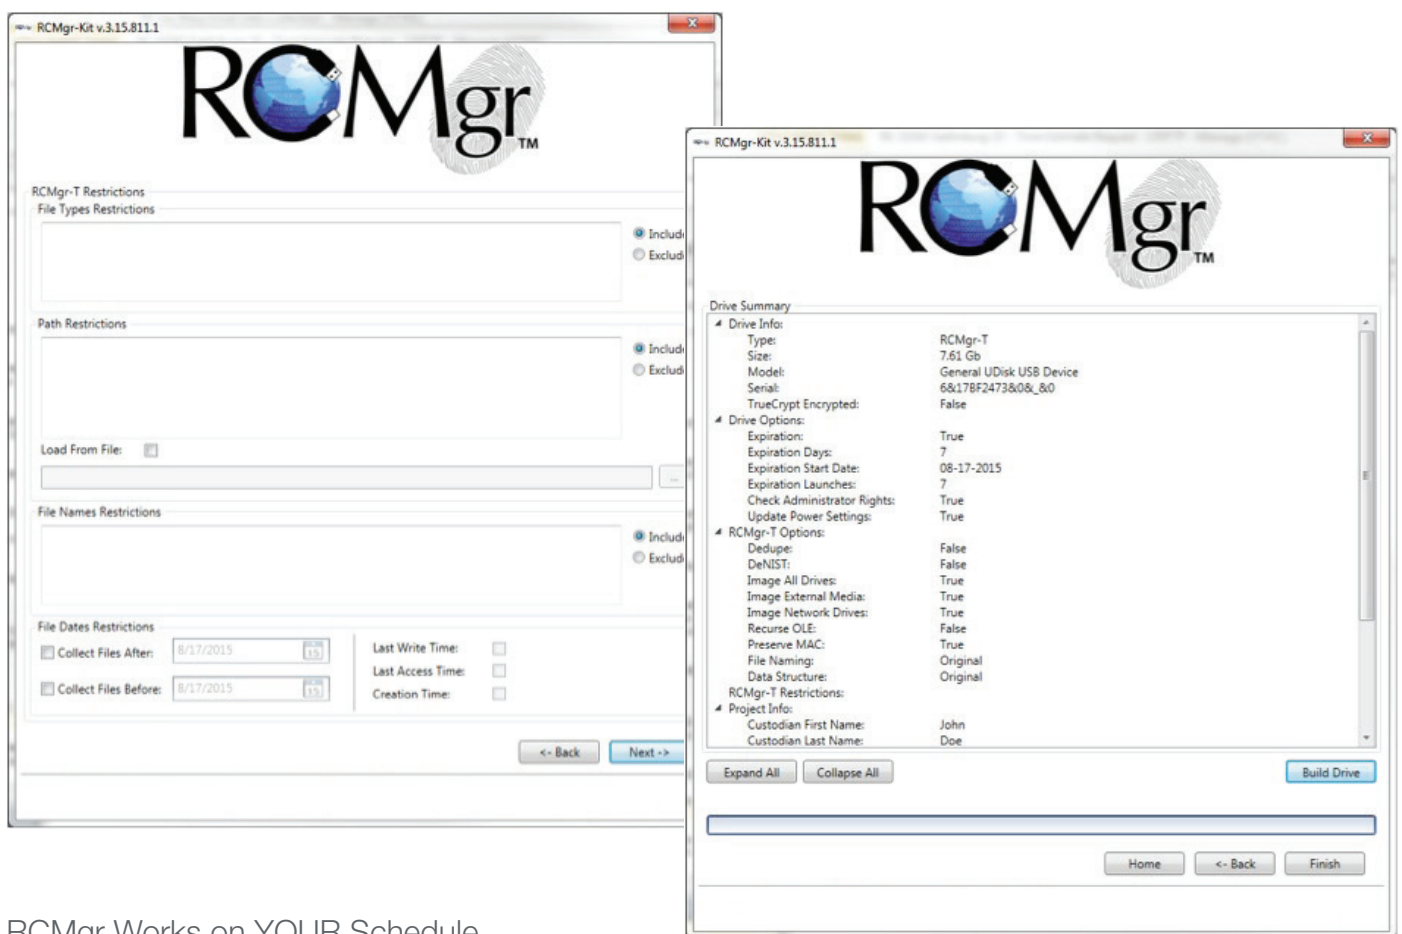 RCMgr-Kit v.3.15.811.1
RCMgr™
RCMgr-T Restrictions
File Types Restrictions
Includ
Exclud
Path Restrictions
Includ
Exclud
Load From File:
...
File Names Restrictions
Includ
Exclud
File Dates Restrictions
Collect Files After: 8/17/2015 15
Collect Files Before: 8/17/2015 15
Last Write Time:
Last Access Time:
Creation Time:
<- Back Next ->
RCMgr-Kit v.3.15.811.1
RCMgr™
Drive Summary
Drive Info:
Type: RCMgr-T
Size: 7.61 Gb
Model: General UDisk USB Device
Serial: 6&17BF2473&0&_&0
TrueCrypt Encrypted: False
Drive Options:
Expiration: True
Expiration Days: 7
Expiration Start Date: 08-17-2015
Expiration Launches: 7
Check Administrator Rights: True
Update Power Settings: True
RCMgr-T Options:
Dedupe: False
DeNIST: False
Image All Drives: True
Image External Media: True
Image Network Drives: True
Recurse OLE: False
Preserve MAC: True
File Naming: Original
Data Structure: Original
RCMgr-T Restrictions:
Project Info:
Custodian First Name: John
Custodian Last Name: Doe
Expand All Collapse All Build Drive
Home <- Back Finish
RCMgr Works on YOUR Schedule